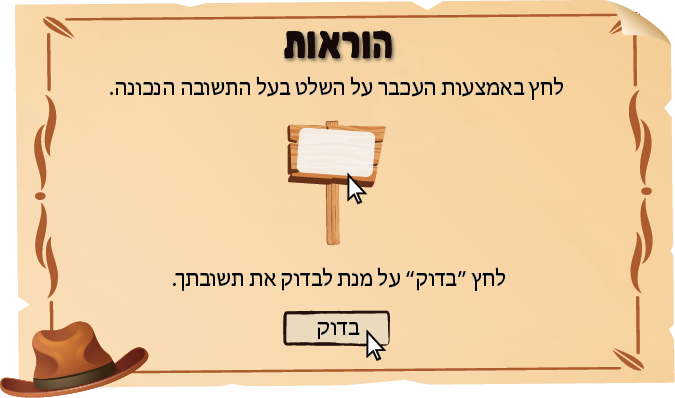 הוראות
לחץ באמצעות העכבר על השלט בעל התשובה הנכונה.
לחץ "בדוק" על מנת לבדוק את תשובתך.
בדוק